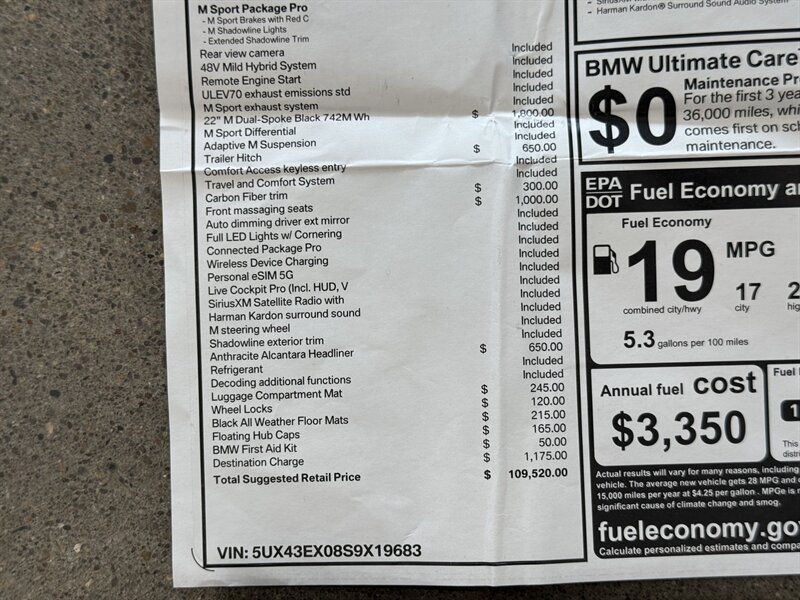 M Sport Package Pro
- M Sport Brakes with Red C
- M Shadowline Lights
- Extended Shadowline Trim
Rear view camera Included
48V Mild Hybrid System Included
Remote Engine Start Included
ULEV70 exhaust emissions std Included
M Sport exhaust system Included
22" M Dual-Spoke Black 742M Wh $ 1,800.00
M Sport Differential Included
Adaptive M Suspension Included
Trailer Hitch $ 650.00
Comfort Access keyless entry Included
Travel and Comfort System Included
Carbon Fiber trim $ 300.00
Front massaging seats $ 1,000.00
Auto dimming driver ext mirror Included
Full LED Lights w/ Cornering Included
Connected Package Pro Included
Wireless Device Charging Included
Personal eSIM 5G Included
Live Cockpit Pro (Incl. HUD, V Included
SiriusXM Satellite Radio with Included
Harman Kardon surround sound Included
M steering wheel Included
Shadowline exterior trim Included
Anthracite Alcantara Headliner $ 650.00
Refrigerant Included
Decoding additional functions Included
Luggage Compartment Mat $ 245.00
Wheel Locks $ 120.00
Black All Weather Floor Mats $ 215.00
Floating Hub Caps $ 165.00
BMW First Aid Kit $ 50.00
Destination Charge $ 1,175.00
Total Suggested Retail Price $ 109,520.00
VIN: 5UX43EX08S9X19683
- Harman Kardon® Surround Sound Audio System
BMW Ultimate Care
$0
Maintenance Pr
For the first 3 yea
36,000 miles, whi
comes first on sch
maintenance.
EPA
DOT
Fuel Economy a
Fuel Economy
19 MPG
combined city/hwy
17
city
2
hig
5.3 gallons per 100 miles
Annual fuel cost
$3,350
Fuel
1
This
distri
Actual results will vary for many reasons, including
vehicle. The average new vehicle gets 28 MPG and
15,000 miles per year at $4.25 per gallon . MPGe is
significant cause of climate change and smog.
fueleconomy.go
Calculate personalized estimates and compa